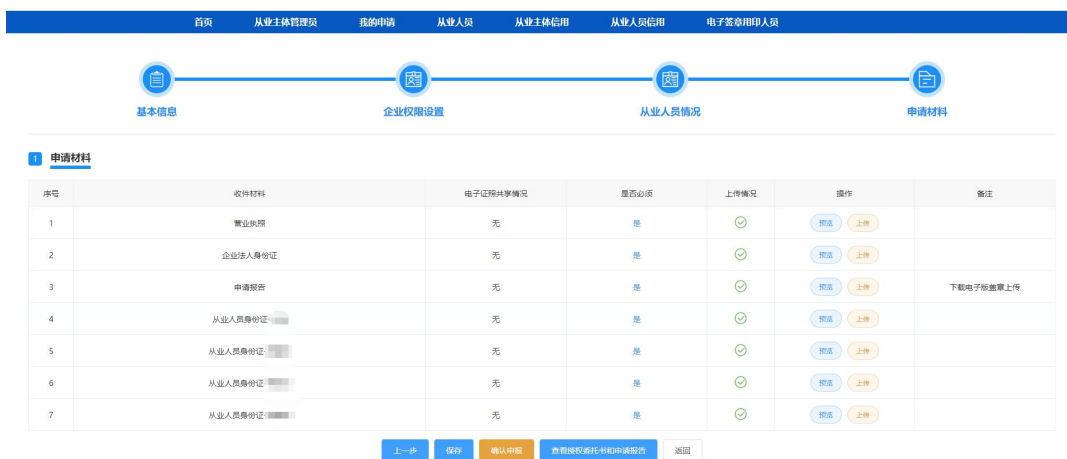 首页 从业主体管理员 我的申请 从业人员 从业主体信用 从业人员信用 电子签章用印人员
基本信息 企业权限设置 从业人员情况 申请材料
1 申请材料
序号 收件材料 电子证照共享情况 是否必须 上传情况 操作 备注
1 营业执照 无 是 预览 上传
2 企业法人身份证 无 是 预览 上传
3 申请报告 无 是 预览 上传 下载电子版盖章上传
4 从业人员身份证- 无 是 预览 上传
5 从业人员身份证- 无 是 预览 上传
6 从业人员身份证- 无 是 预览 上传
7 从业人员身份证- 无 是 预览 上传
上一步 保存 确认申报 查看授权委托书和申请报告 返回